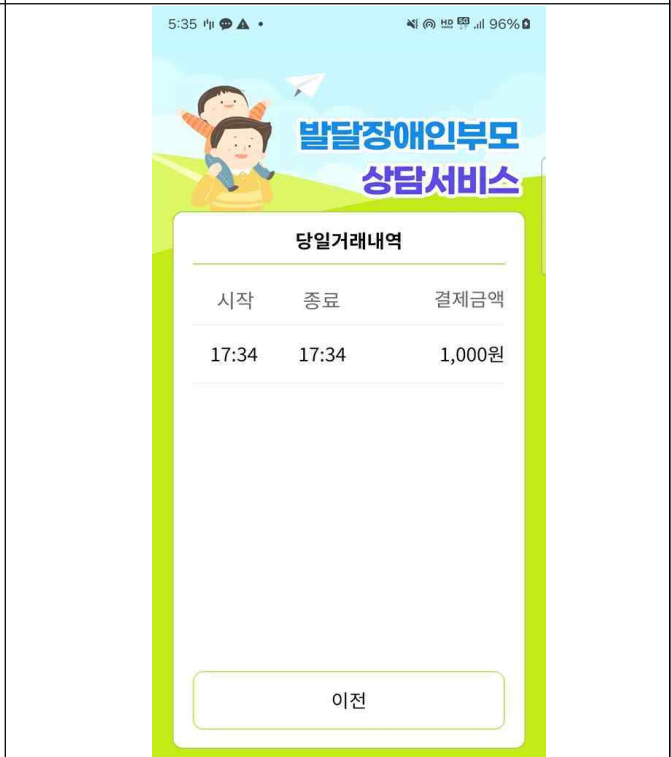 5:35
96%
발달장애인부모
상담서비스
당일거래내역
시작 종료 결제금액
17:34 17:34 1,000원
이전